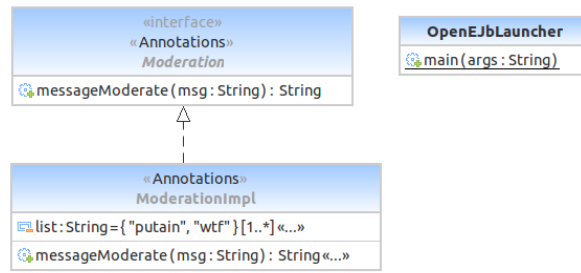 «interface»
«Annotations»
Moderation
messageModerate(msg:String):String
OpenEJbLauncher
main(args:String)
«Annotations»
ModerationImpl
list:String={"putain", "wtf"}[1..*]«...»
messageModerate(msg:String):String«...»